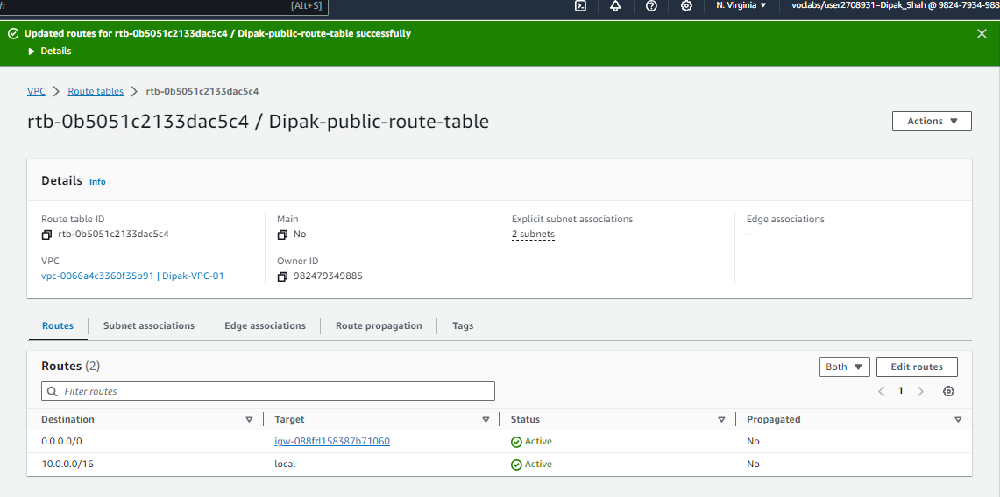 [Alt+S] N. Virginia voclabs/user2708931=Dipak_Shah @ 9824-7934-988
Updated routes for rtb-0b5051c2133dac5c4 / Dipak-public-route-table successfully
Details
VPC Route tables rtb-0b5051c2133dac5c4
rtb-0b5051c2133dac5c4 / Dipak-public-route-table
Actions
Details Info
Route table ID Main Explicit subnet associations Edge associations
rtb-0b5051c2133dac5c4 No 2 subnets –
VPC Owner ID
vpc-0066a4c3360f35b91 | Dipak-VPC-01 982479349885
Routes Subnet associations Edge associations Route propagation Tags
Routes (2) Both Edit routes
Filter routes 1
Destination Target Status Propagated
0.0.0.0/0 igw-088fd158387b71060 Active No
10.0.0.0/16 local Active No